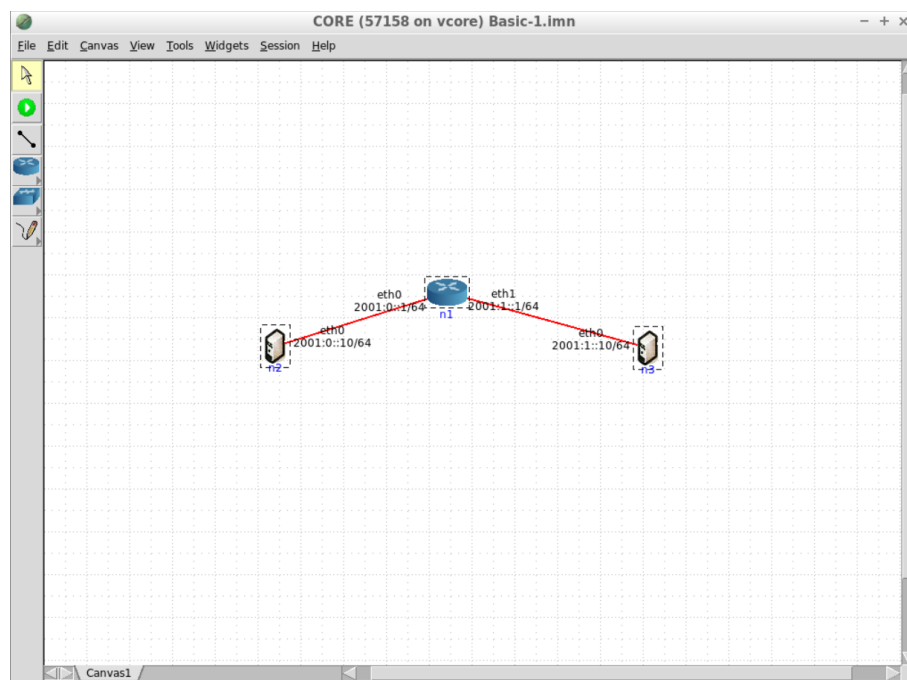 CORE (57158 on vcore) Basic-1.imn
File Edit Canvas View Tools Widgets Session Help
eth0
2001:0::1/64
eth1
2001:1::1/64
n1
eth0
2001:0::10/64
n2
eth0
2001:1::10/64
n3
Canvas1